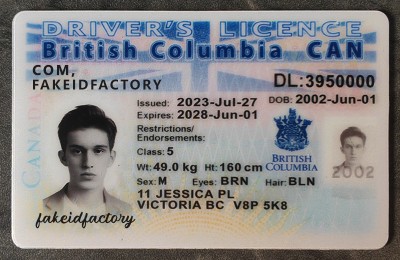 DRIVER'S LICENCE
British Columbia CAN
COM,
FAKEIDFACTORY
DL:3950000
Issued: 2023-Jul-27
DOB: 2002-Jun-01
Expires: 2028-Jun-01
Restrictions/
Endorsements:
Class: 5
Wt: 49.0 kg Ht: 160 cm
Sex: M Eyes: BRN Hair: BLN
11 JESSICA PL
VICTORIA BC V8P 5K8
BRITISH
COLUMBIA
2002
CANADA
fakeidfactory